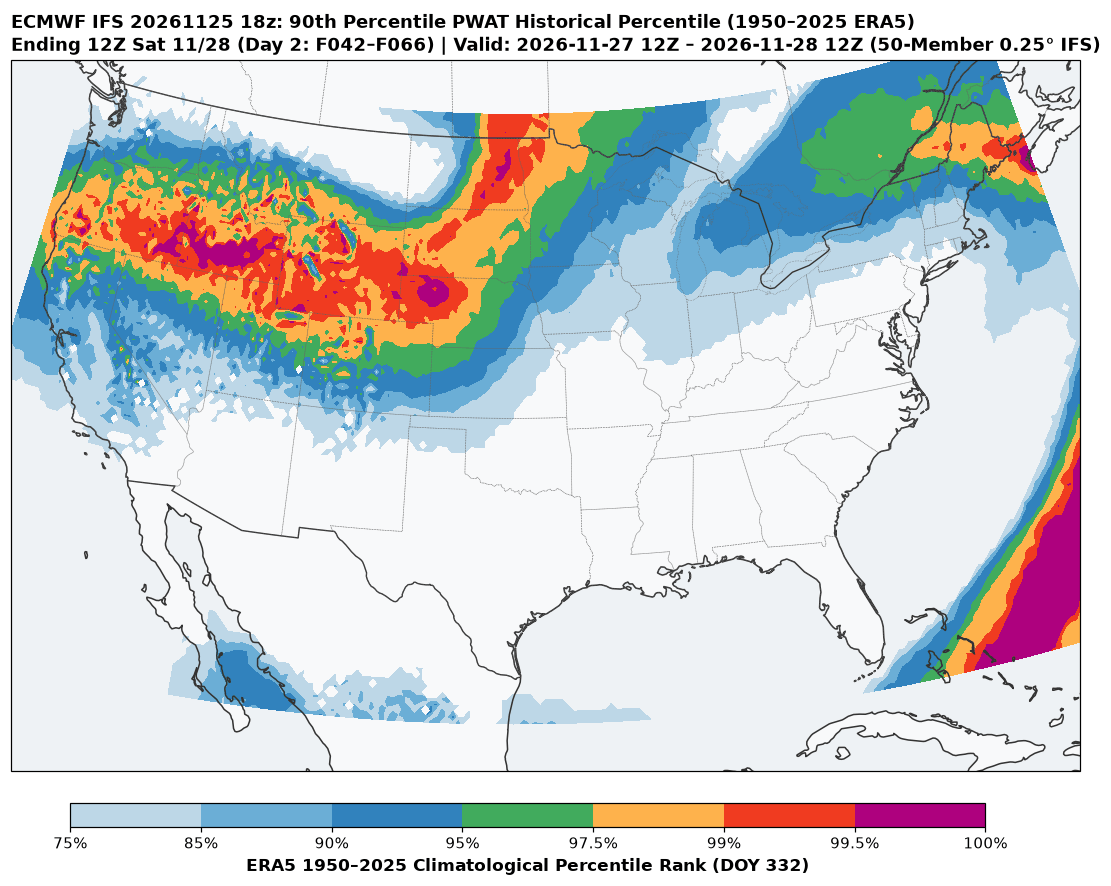 ECMWF IFS 20261125 18z: 90th Percentile PWAT Historical Percentile (1950–2025 ERA5)
Ending 12Z Sat 11/28 (Day 2: F042–F066) | Valid: 2026-11-27 12Z – 2026-11-28 12Z (50-Member 0.25° IFS)
75% 85% 90% 95% 97.5% 99% 99.5% 100%
ERA5 1950–2025 Climatological Percentile Rank (DOY 332)